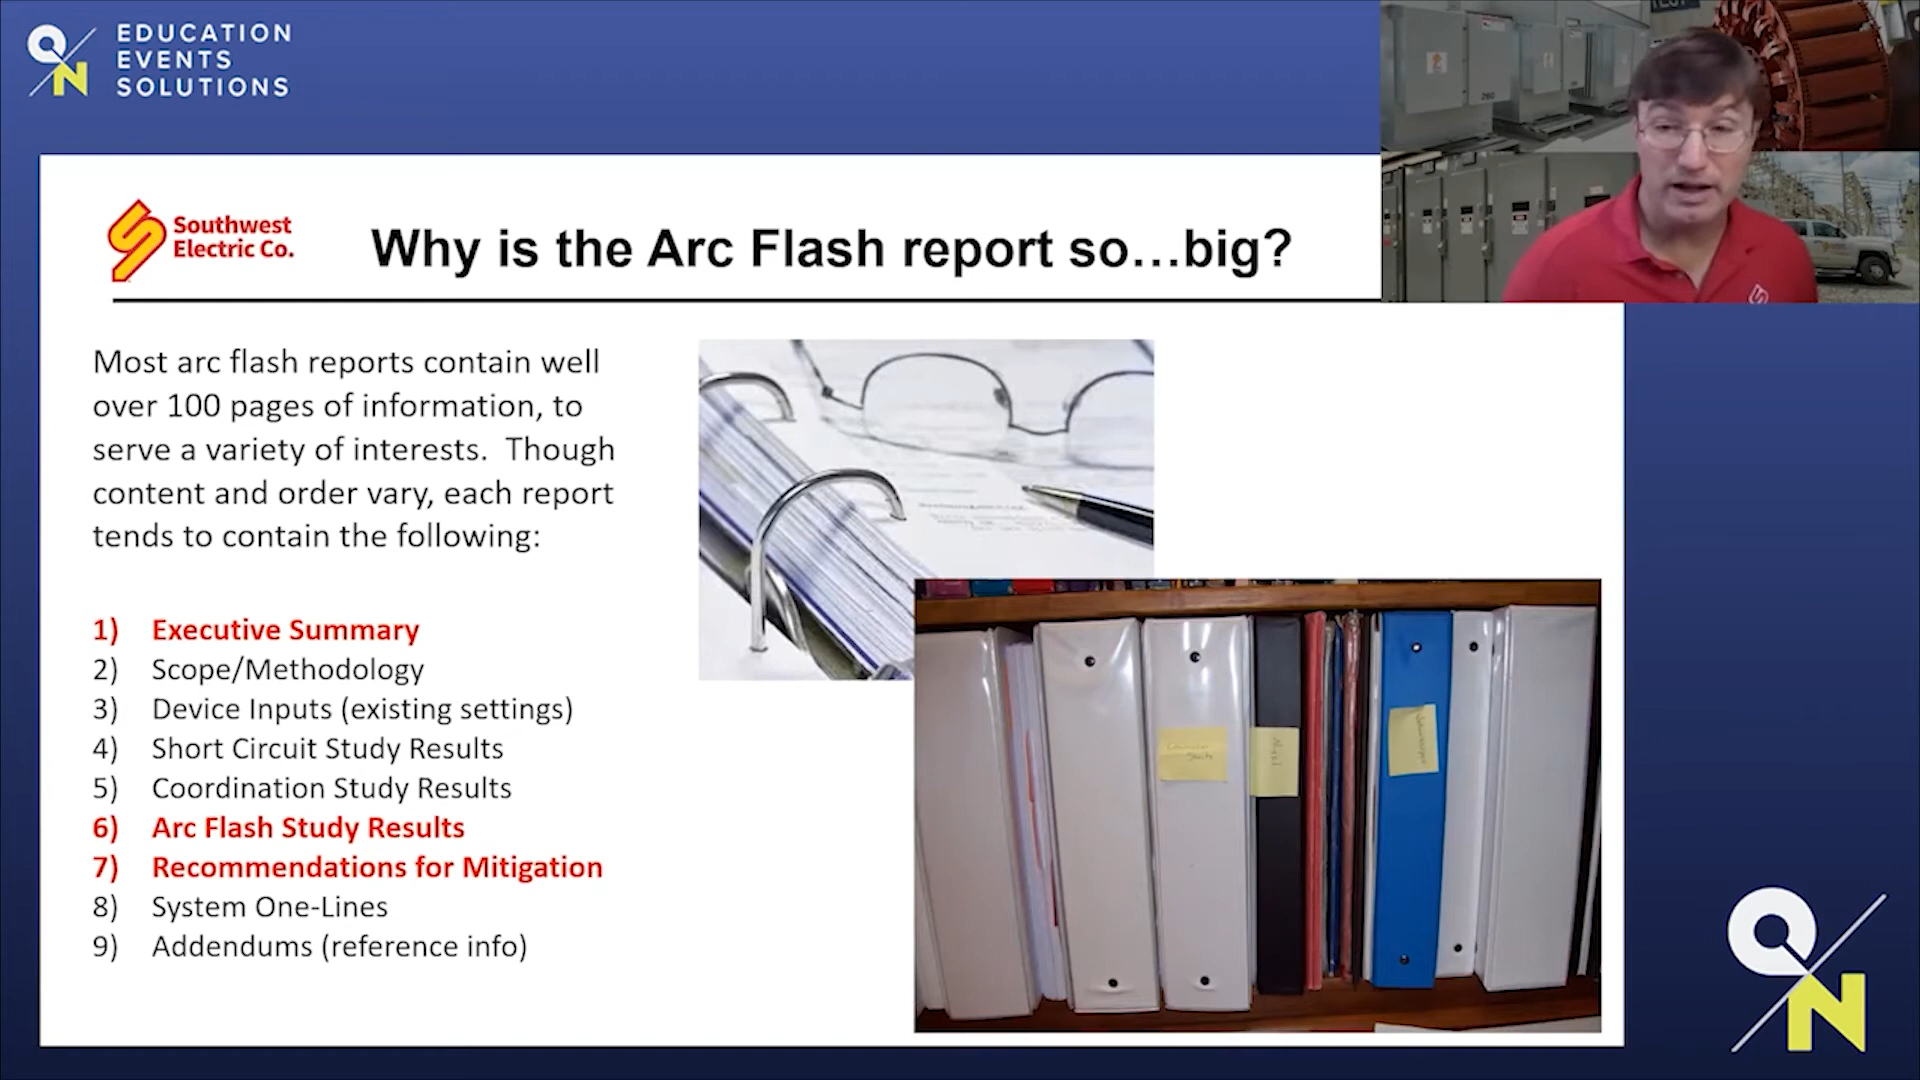 EDUCATION
EVENTS
SOLUTIONS
Southwest
Electric Co.
Why is the Arc Flash report so…big?
Most arc flash reports contain well
over 100 pages of information, to
serve a variety of interests.  Though
content and order vary, each report
tends to contain the following:
1) Executive Summary
2) Scope/Methodology
3) Device Inputs (existing settings)
4) Short Circuit Study Results
5) Coordination Study Results
6) Arc Flash Study Results
7) Recommendations for Mitigation
8) System One-Lines
9) Addendums (reference info)
QN